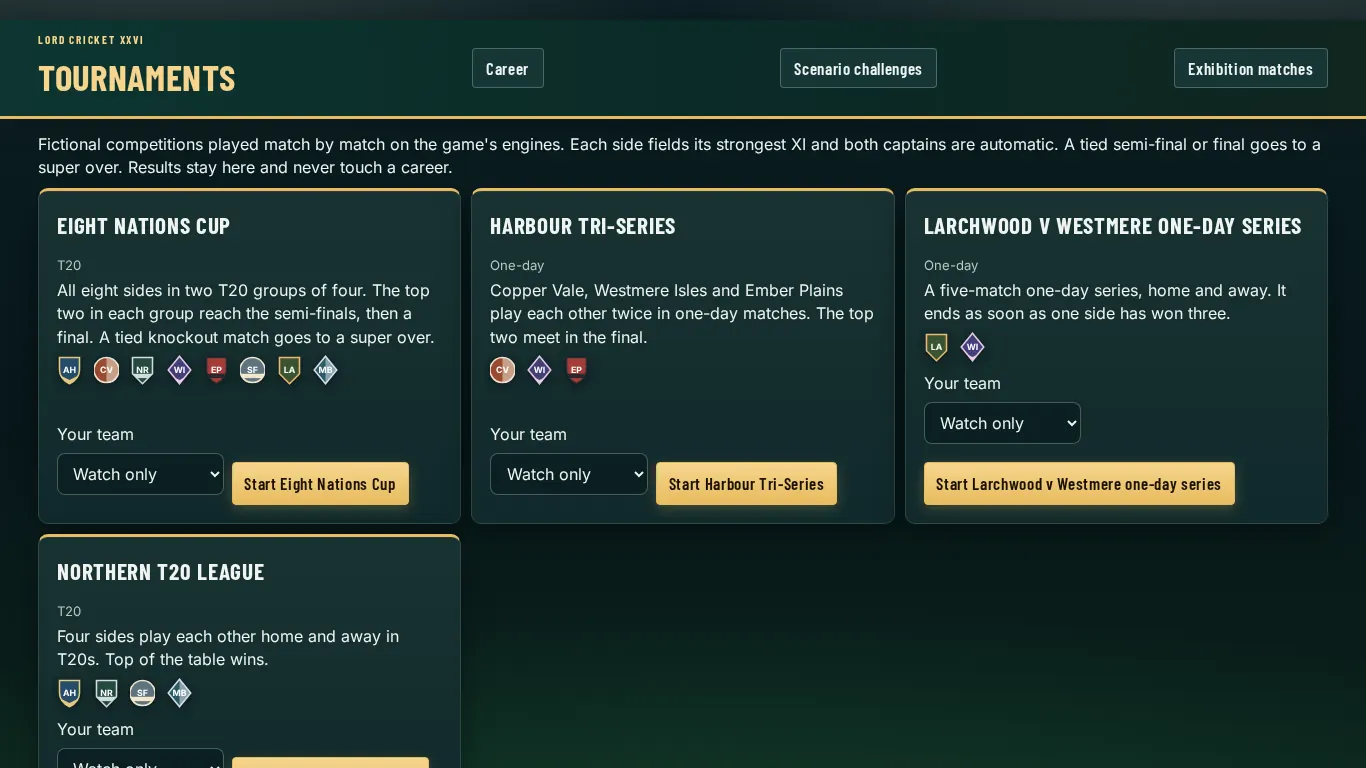 LORD CRICKET XXVI
TOURNAMENTS
Career
Scenario challenges
Exhibition matches
Fictional competitions played match by match on the game's engines. Each side fields its strongest XI and both captains are automatic. A tied semi-final or final goes to a
super over. Results stay here and never touch a career.
EIGHT NATIONS CUP
T20
All eight sides in two T20 groups of four. The top
two in each group reach the semi-finals, then a
final. A tied knockout match goes to a super over.
AH CV NR WI EP SF LA MB
Your team
Watch only
Start Eight Nations Cup
HARBOUR TRI-SERIES
One-day
Copper Vale, Westmere Isles and Ember Plains
play each other twice in one-day matches. The top
two meet in the final.
CV WI EP
Your team
Watch only
Start Harbour Tri-Series
LARCHWOOD V WESTMERE ONE-DAY SERIES
One-day
A five-match one-day series, home and away. It
ends as soon as one side has won three.
LA WI
Your team
Watch only
Start Larchwood v Westmere one-day series
NORTHERN T20 LEAGUE
T20
Four sides play each other home and away in
T20s. Top of the table wins.
AH NR SF MB
Your team
Watch only